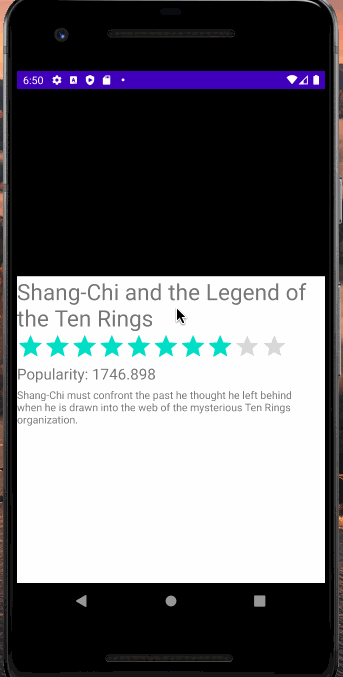 6:50
Shang-Chi and the Legend of
the Ten Rings
Popularity: 1746.898
Shang-Chi must confront the past he thought he left behind
when he is drawn into the web of the mysterious Ten Rings
organization.